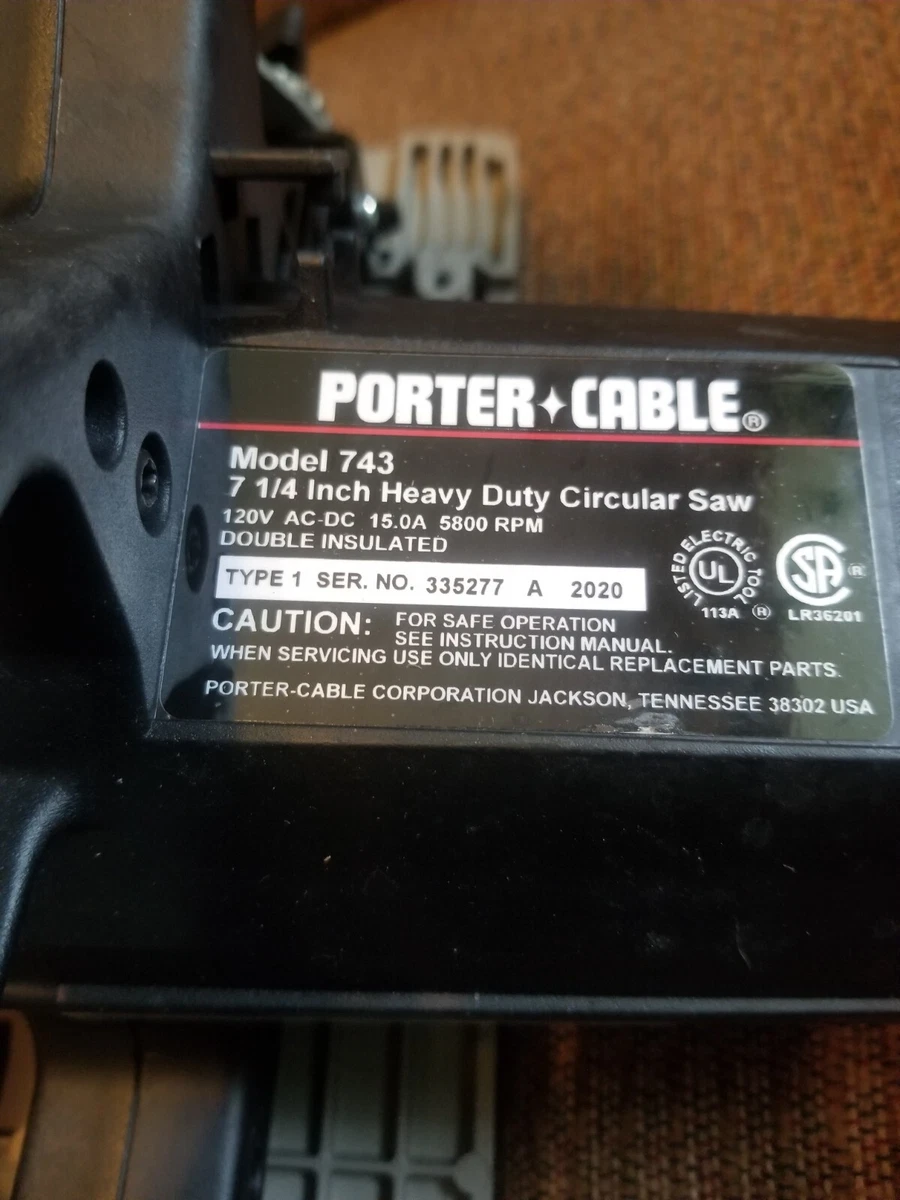 PORTER✦CABLE®
Model 743
7 1/4 Inch Heavy Duty Circular Saw
120V AC-DC 15.0A 5800 RPM
DOUBLE INSULATED
LISTED ELECTRIC TOOL
UL
113A ®
SA ®
LR36201
TYPE 1 SER. NO. 335277 A 2020
CAUTION: FOR SAFE OPERATION
SEE INSTRUCTION MANUAL.
WHEN SERVICING USE ONLY IDENTICAL REPLACEMENT PARTS.
PORTER-CABLE CORPORATION JACKSON, TENNESSEE 38302 USA